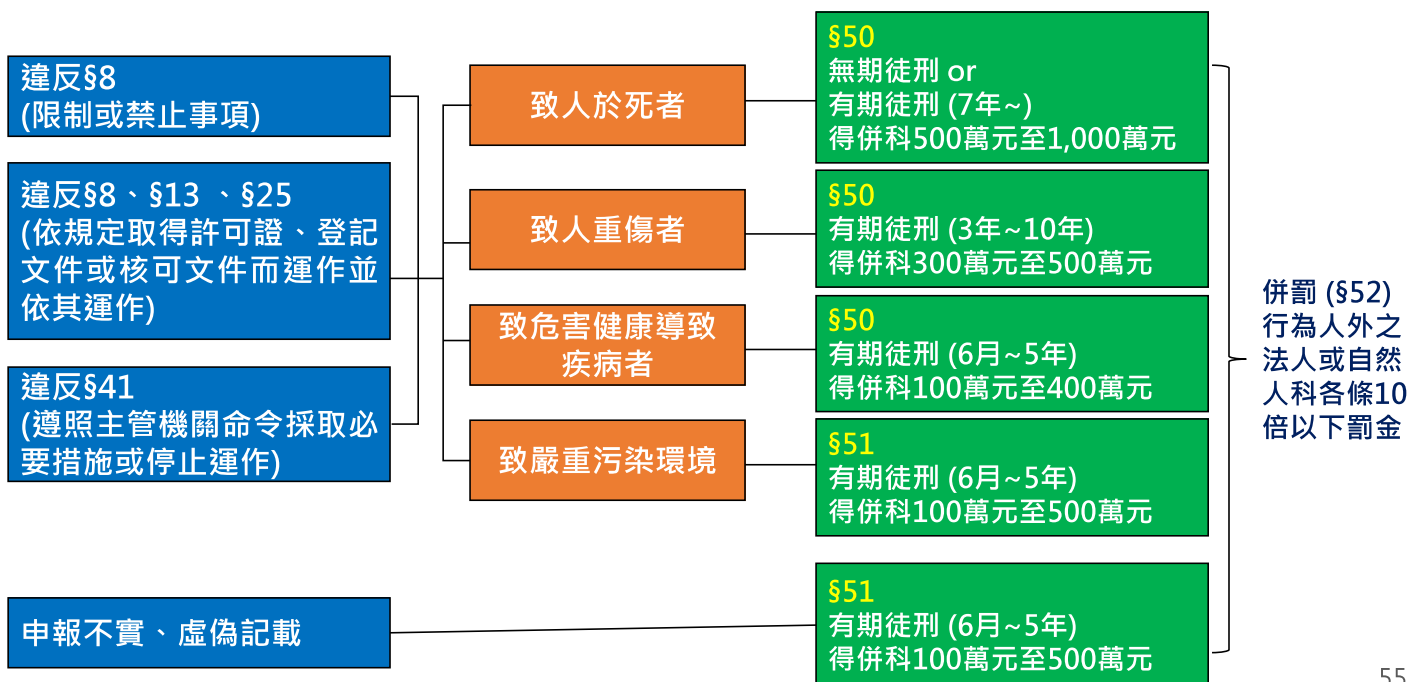 違反§8
(限制或禁止事項)
違反§8、§13 、§25
(依規定取得許可證、登記
文件或核可文件而運作並
依其運作)
違反§41
(遵照主管機關命令採取必
要措施或停止運作)
申報不實、虛偽記載
致人於死者
致人重傷者
致危害健康導致
疾病者
致嚴重污染環境
§50
無期徒刑 or
有期徒刑 (7年~)
得併科500萬元至1,000萬元
§50
有期徒刑 (3年~10年)
得併科300萬元至500萬元
§50
有期徒刑 (6月~5年)
得併科100萬元至400萬元
§51
有期徒刑 (6月~5年)
得併科100萬元至500萬元
§51
有期徒刑 (6月~5年)
得併科100萬元至500萬元
併罰 (§52)
行為人外之
法人或自然
人科各條10
倍以下罰金
55